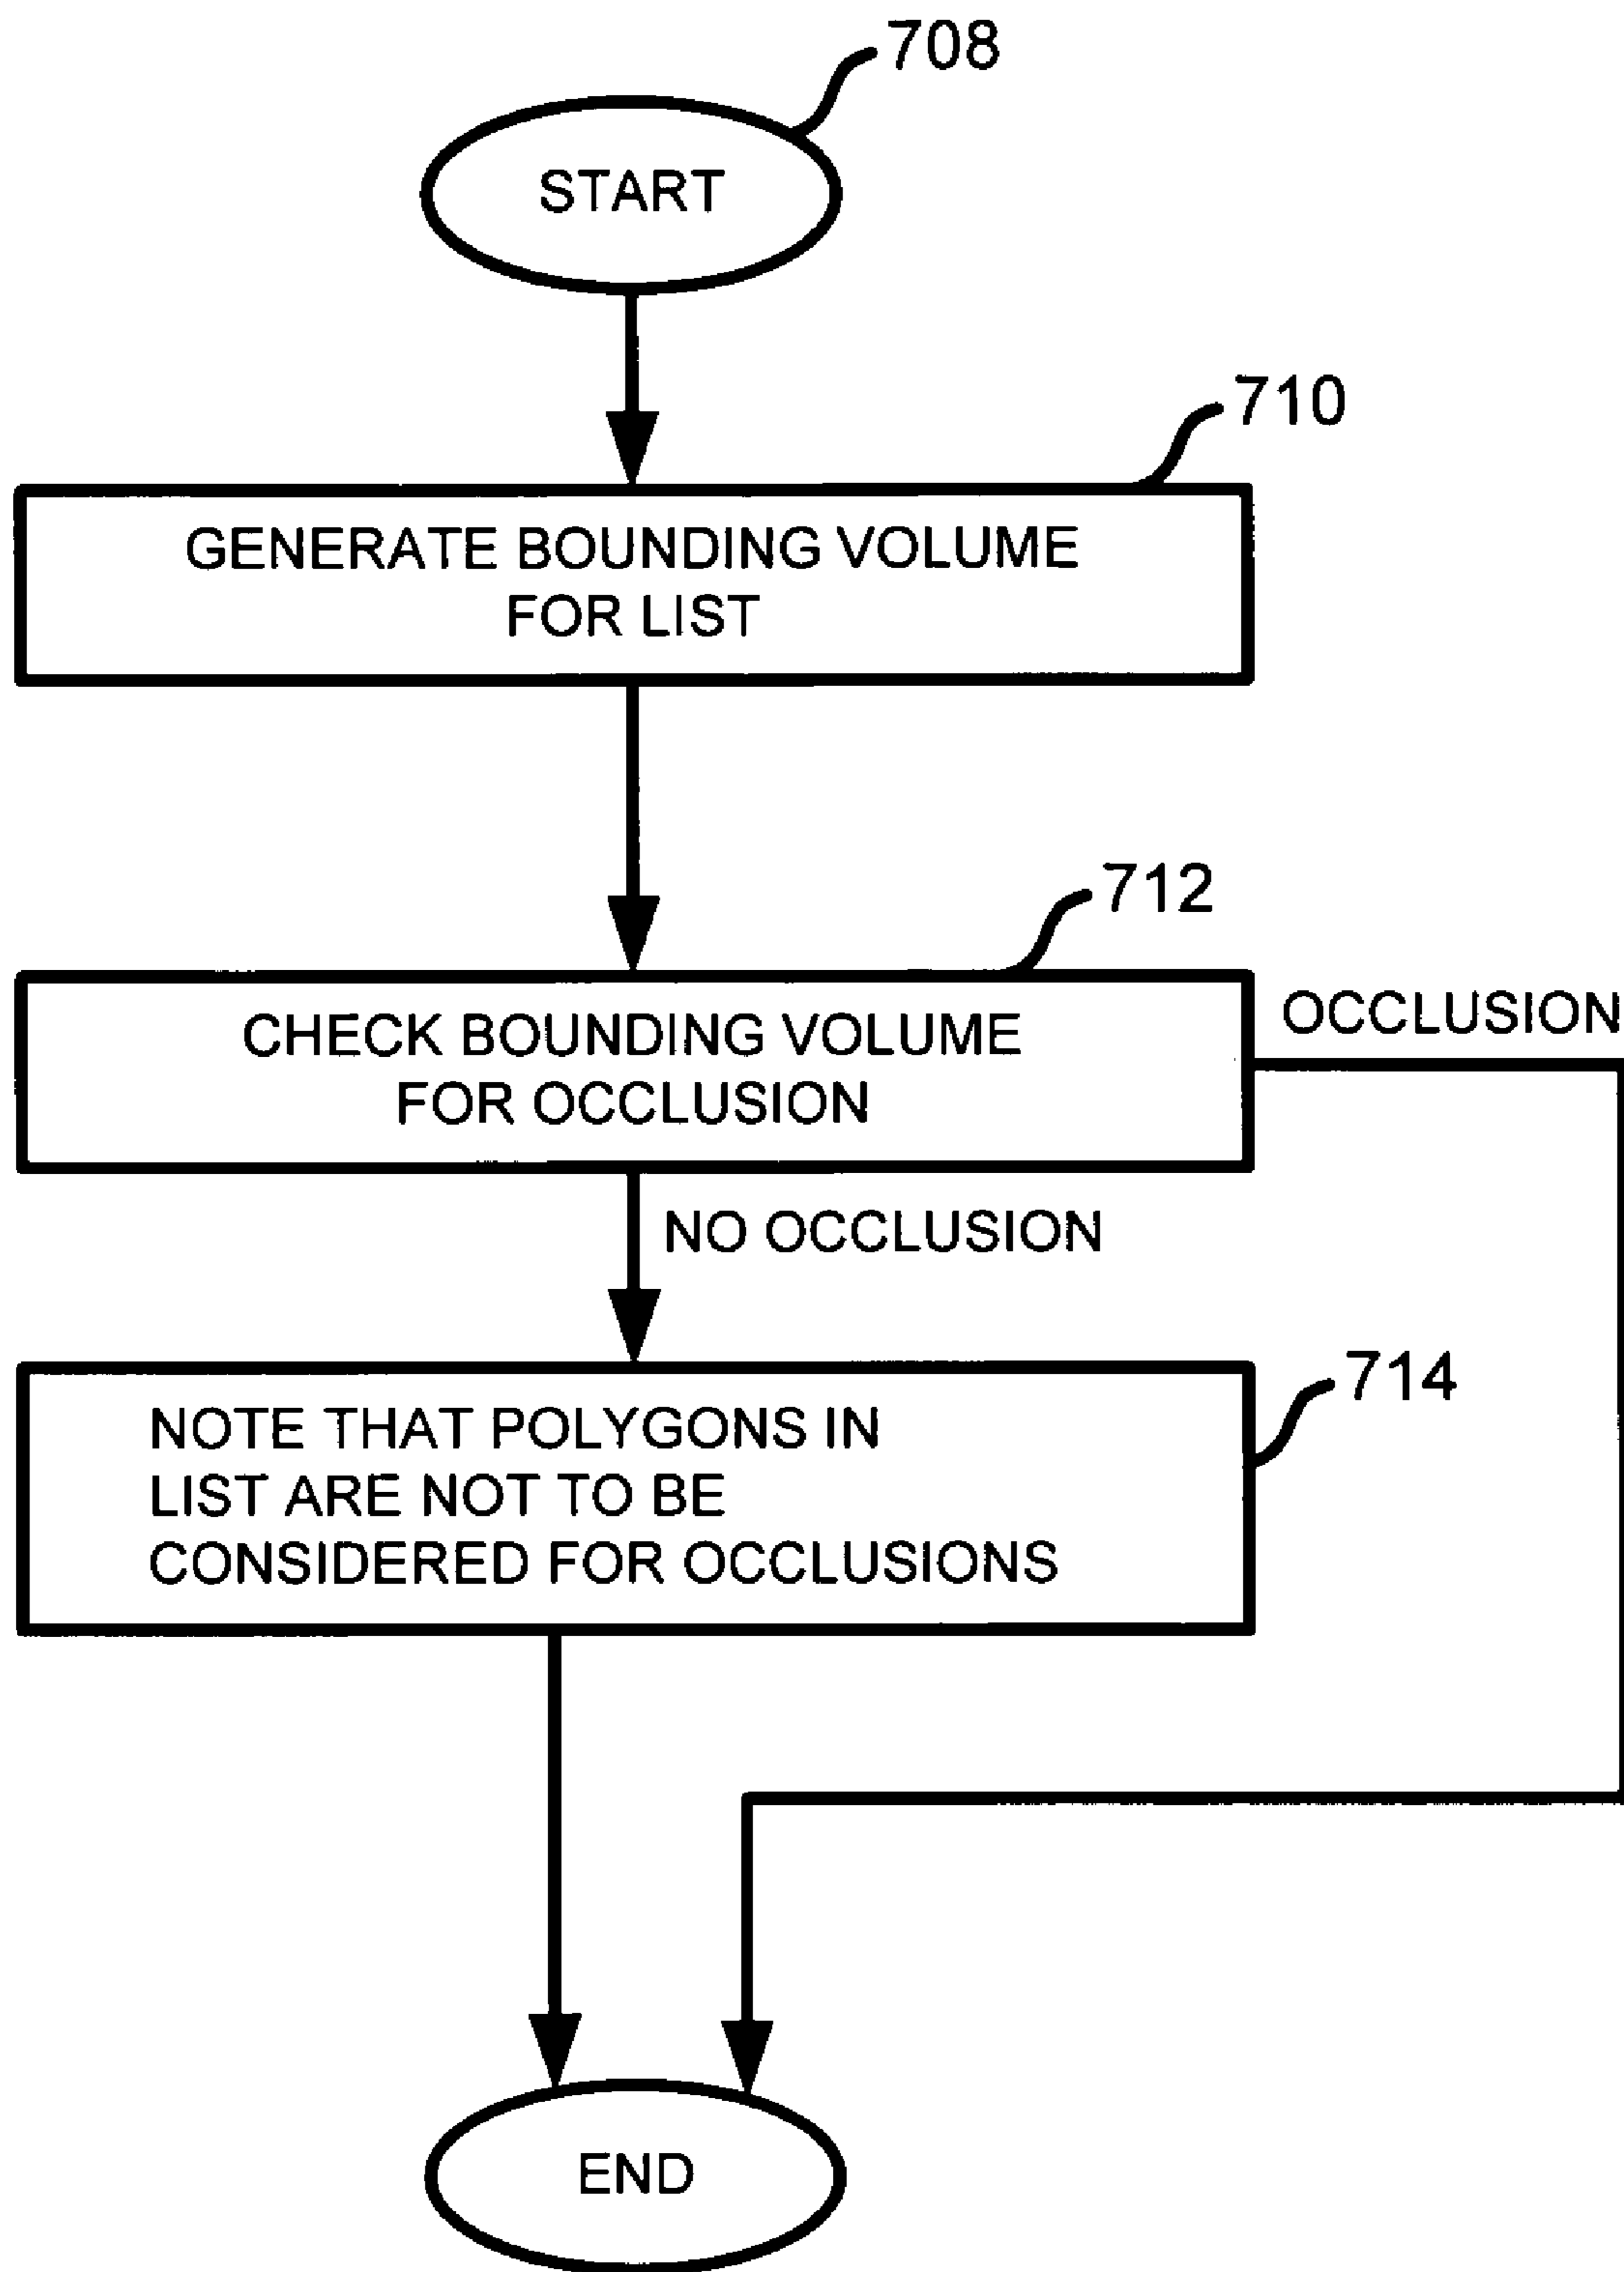 708
START
710
GENERATE BOUNDING VOLUME
FOR LIST
712
CHECK BOUNDING VOLUME
FOR OCCLUSION
OCCLUSION
NO OCCLUSION
714
NOTE THAT POLYGONS IN
LIST ARE NOT TO BE
CONSIDERED FOR OCCLUSIONS
END